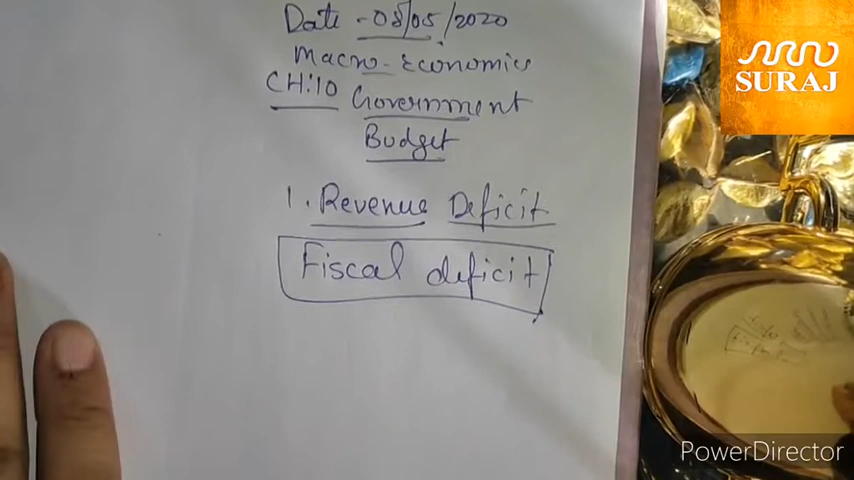 Date - 08/05/2020
Macro-Economics
CH:10 Government
Budget
1. Revenue Deficit
Fiscal deficit
SURAJ
PowerDirector